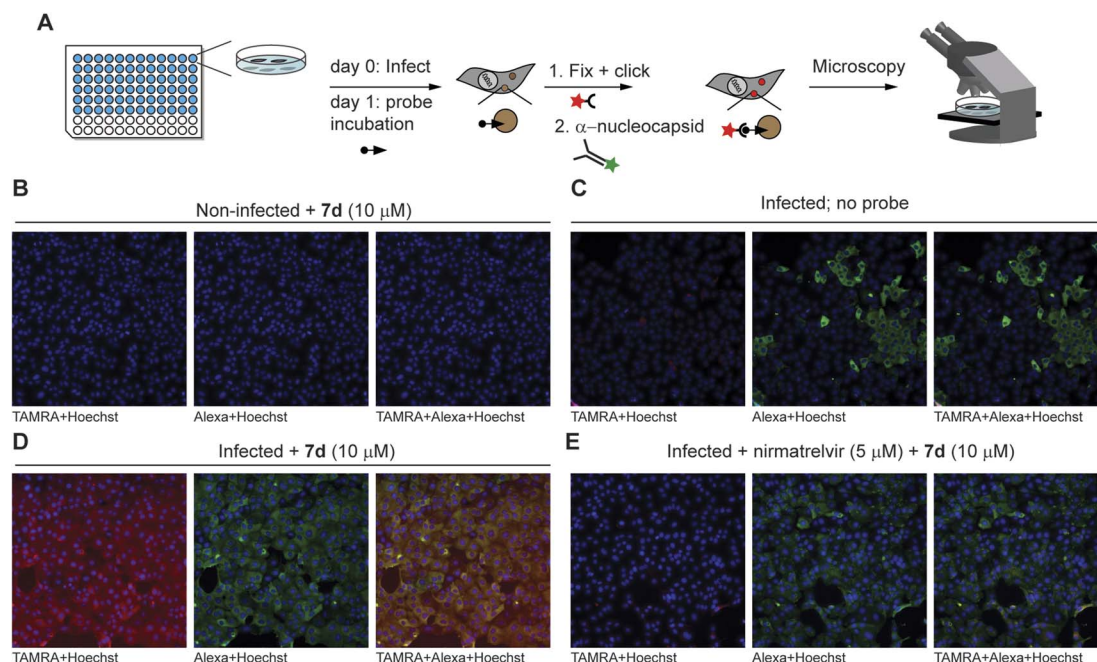 A
day 0: Infect
day 1: probe
incubation
1. Fix + click
2. α–nucleocapsid
Microscopy
B
Non-infected + 7d (10 μM)
TAMRA+Hoechst
Alexa+Hoechst
TAMRA+Alexa+Hoechst
C
Infected; no probe
TAMRA+Hoechst
Alexa+Hoechst
TAMRA+Alexa+Hoechst
D
Infected + 7d (10 μM)
TAMRA+Hoechst
Alexa+Hoechst
TAMRA+Alexa+Hoechst
E
Infected + nirmatrelvir (5 μM) + 7d (10 μM)
TAMRA+Hoechst
Alexa+Hoechst
TAMRA+Alexa+Hoechst